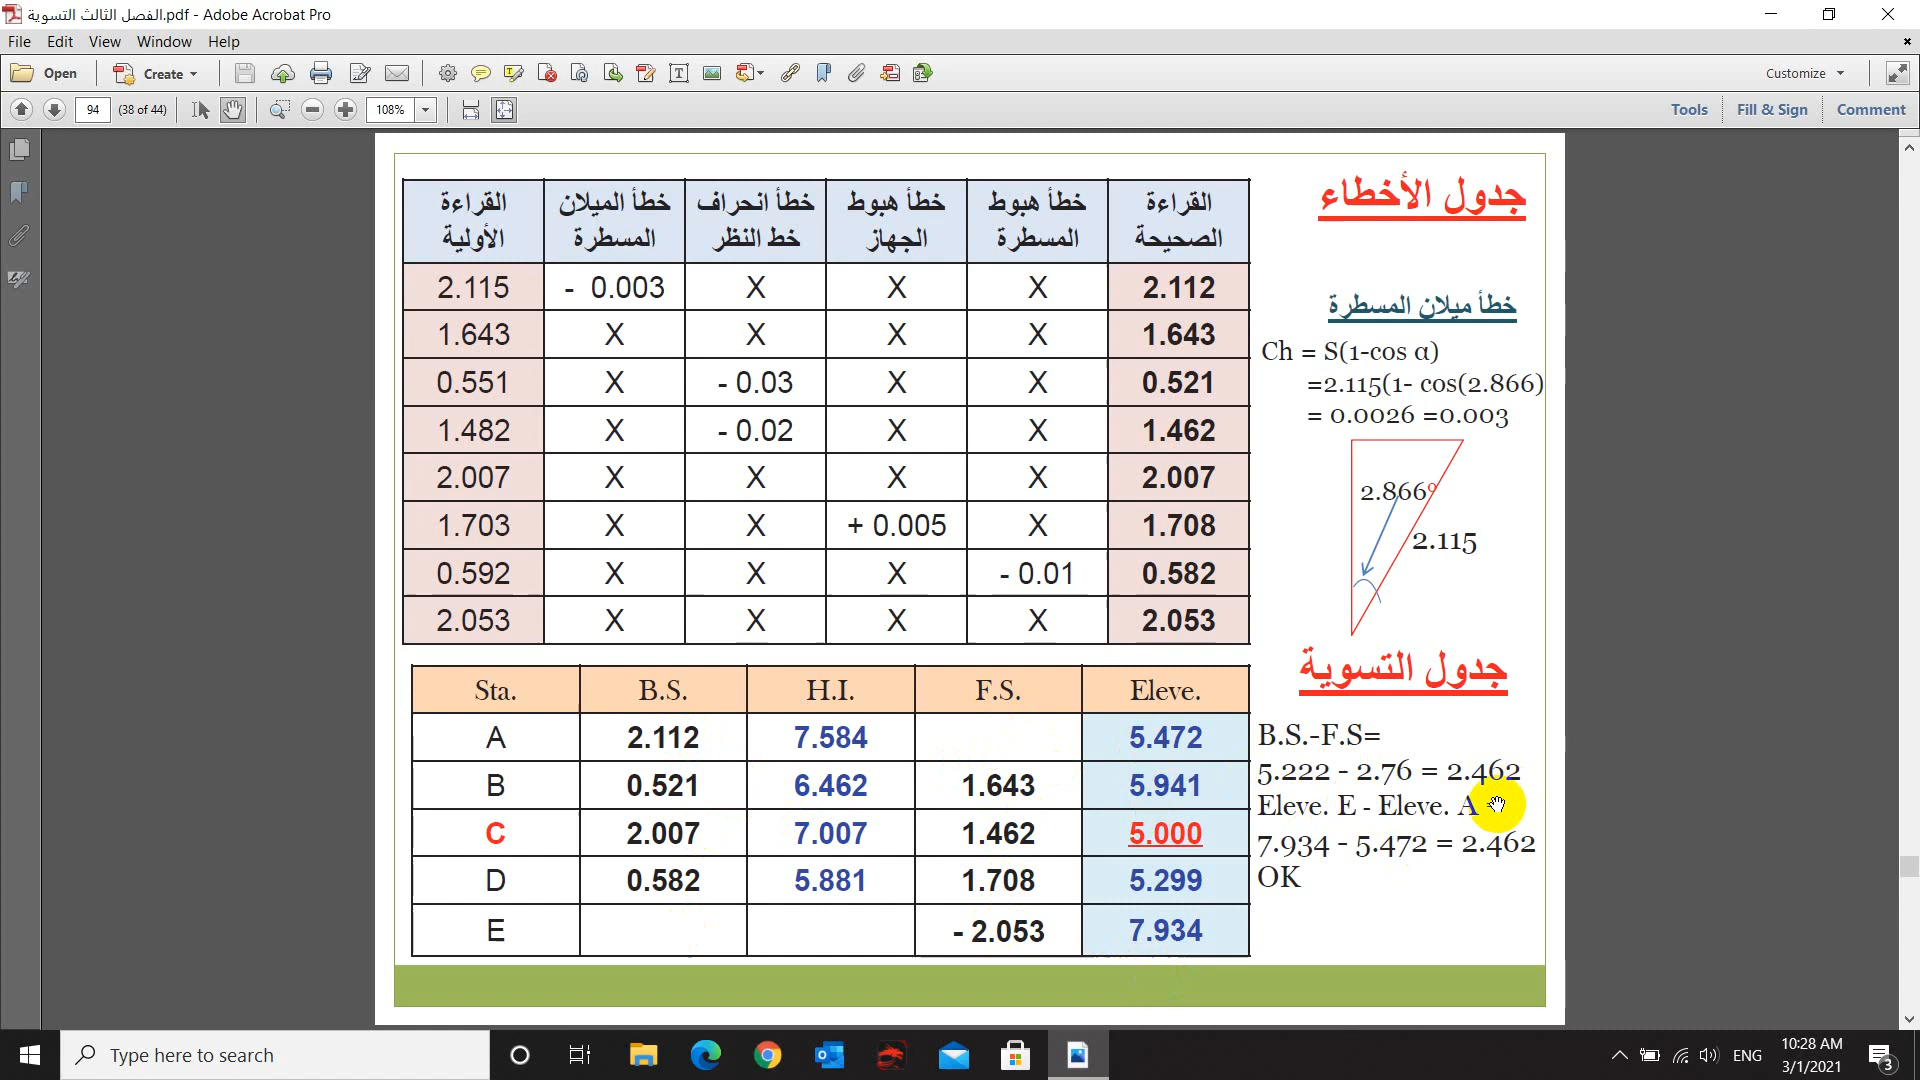 الفصل الثالث التسوية.pdf - Adobe Acrobat Pro
File Edit View Window Help
Open Create Customize
94 (38 of 44) 108% Tools Fill & Sign Comment
جدول الأخطاء
القراءة الأولية خطأ الميلان المسطرة خطأ انحراف خط النظر خطأ هبوط الجهاز خطأ هبوط المسطرة القراءة الصحيحة
2.115 - 0.003 X X X 2.112
1.643 X X X X 1.643
0.551 X - 0.03 X X 0.521
1.482 X - 0.02 X X 1.462
2.007 X X X X 2.007
1.703 X X + 0.005 X 1.708
0.592 X X X - 0.01 0.582
2.053 X X X X 2.053
خطأ ميلان المسطرة
Ch = S(1-cos α)
=2.115(1- cos(2.866)
= 0.0026 =0.003
2.866°
2.115
جدول التسوية
Sta. B.S. H.I. F.S. Eleve.
A 2.112 7.584 5.472
B 0.521 6.462 1.643 5.941
C 2.007 7.007 1.462 5.000
D 0.582 5.881 1.708 5.299
E - 2.053 7.934
B.S.-F.S=
5.222 - 2.76 = 2.462
Eleve. E - Eleve. A
7.934 - 5.472 = 2.462
OK
Type here to search
ENG
10:28 AM
3/1/2021
3